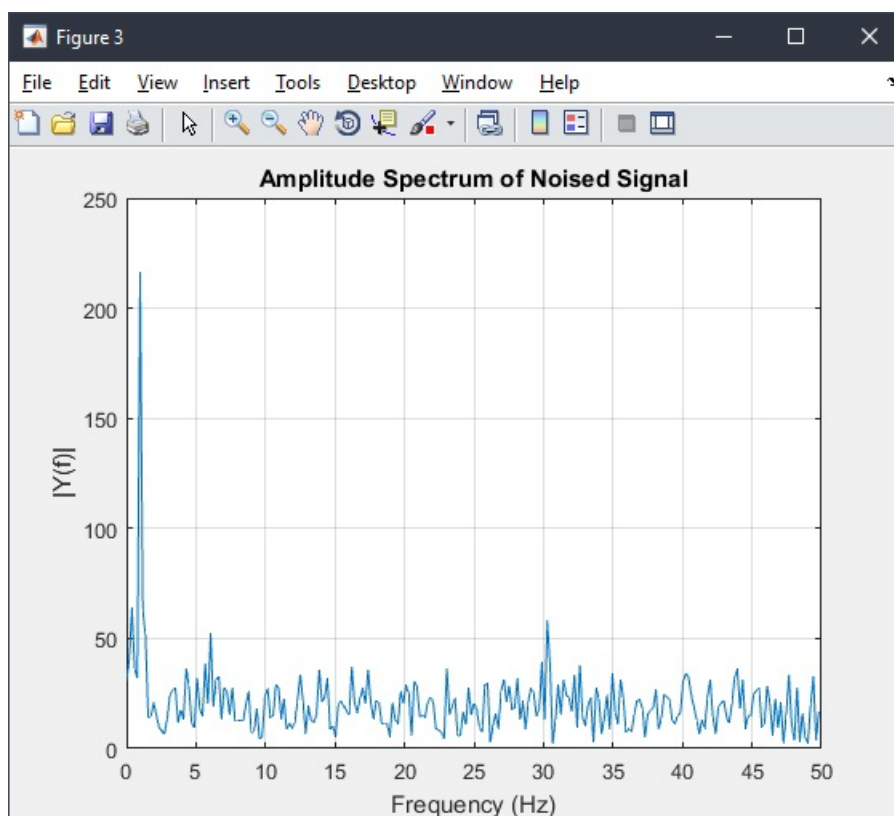 Figure 3
File Edit View Insert Tools Desktop Window Help
Amplitude Spectrum of Noised Signal
250
200
150
100
50
0
|Y(f)|
0 5 10 15 20 25 30 35 40 45 50
Frequency (Hz)